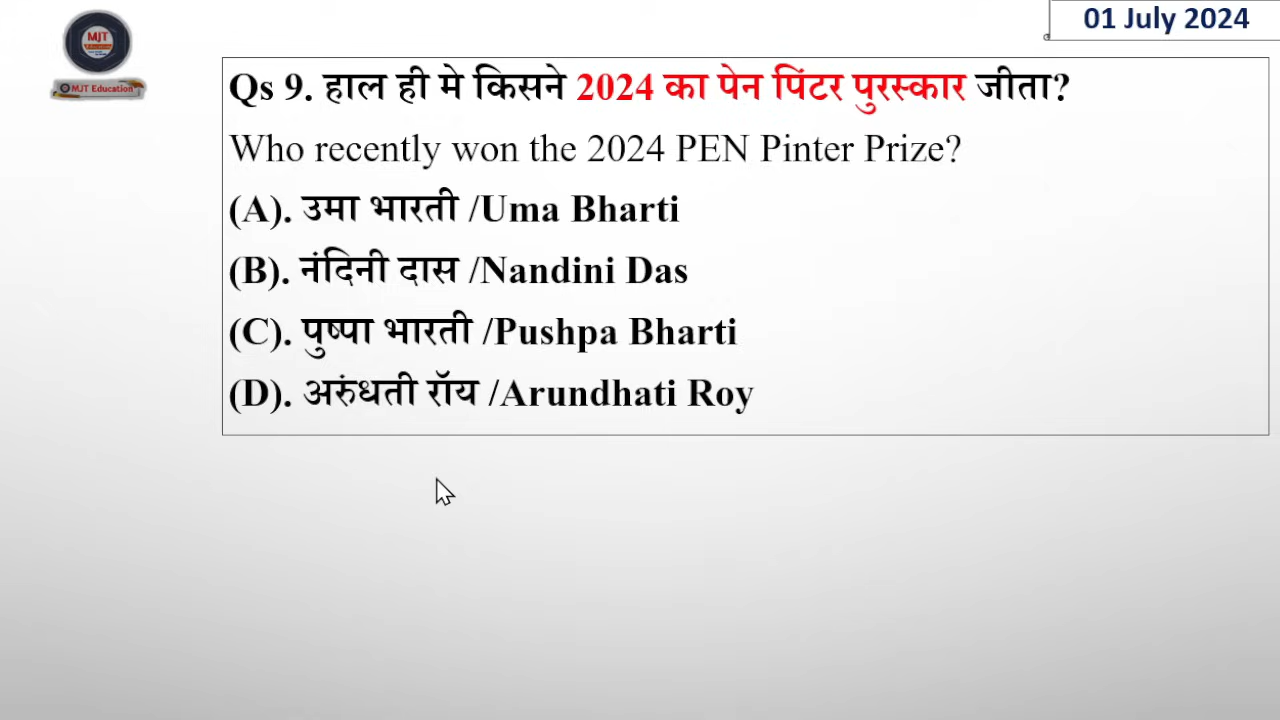 MJT
MJT Education
01 July 2024
Qs 9. हाल ही मे किसने 2024 का पेन पिंटर पुरस्कार जीता?
Who recently won the 2024 PEN Pinter Prize?
(A). उमा भारती /Uma Bharti
(B). नंदिनी दास /Nandini Das
(C). पुष्पा भारती /Pushpa Bharti
(D). अरुंधती रॉय /Arundhati Roy